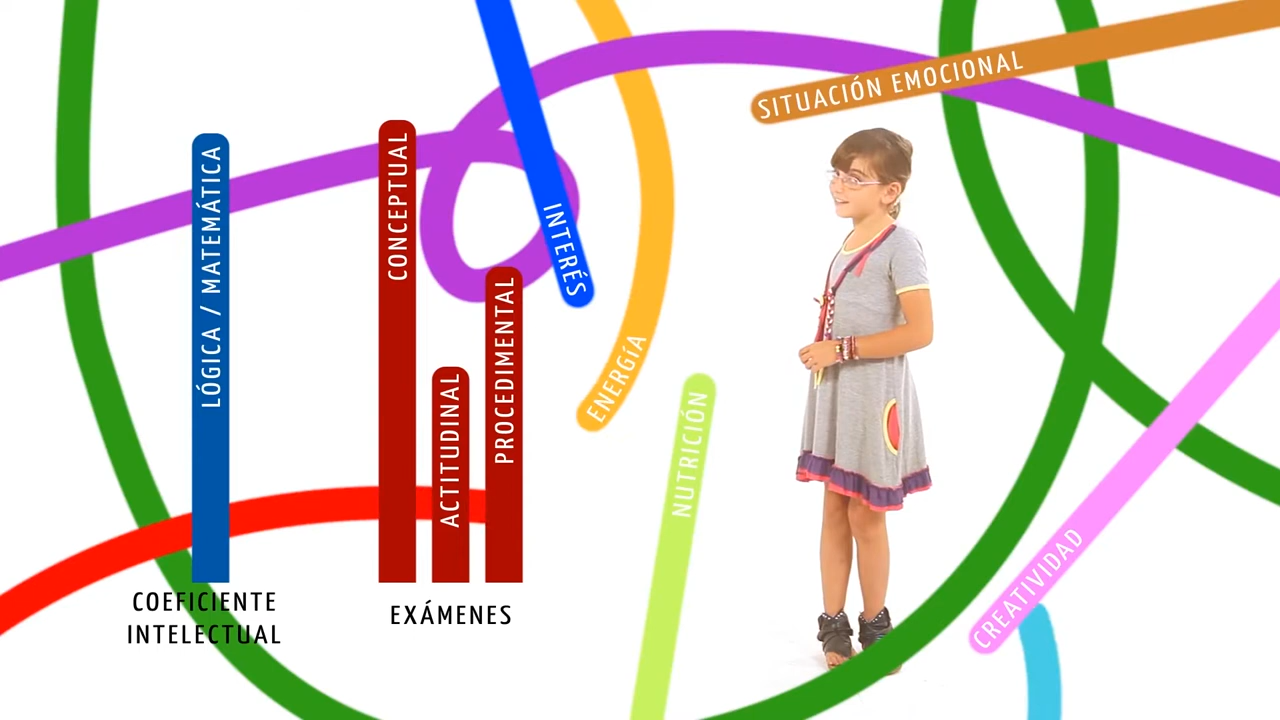 SITUACIÓN EMOCIONAL
LÓGICA / MATEMÁTICA
CONCEPTUAL
ACTITUDINAL
PROCEDIMENTAL
INTERÉS
ENERGíA
NUTRICIÓN
CREATIVIDAD
COEFICIENTE
INTELECTUAL
EXÁMENES